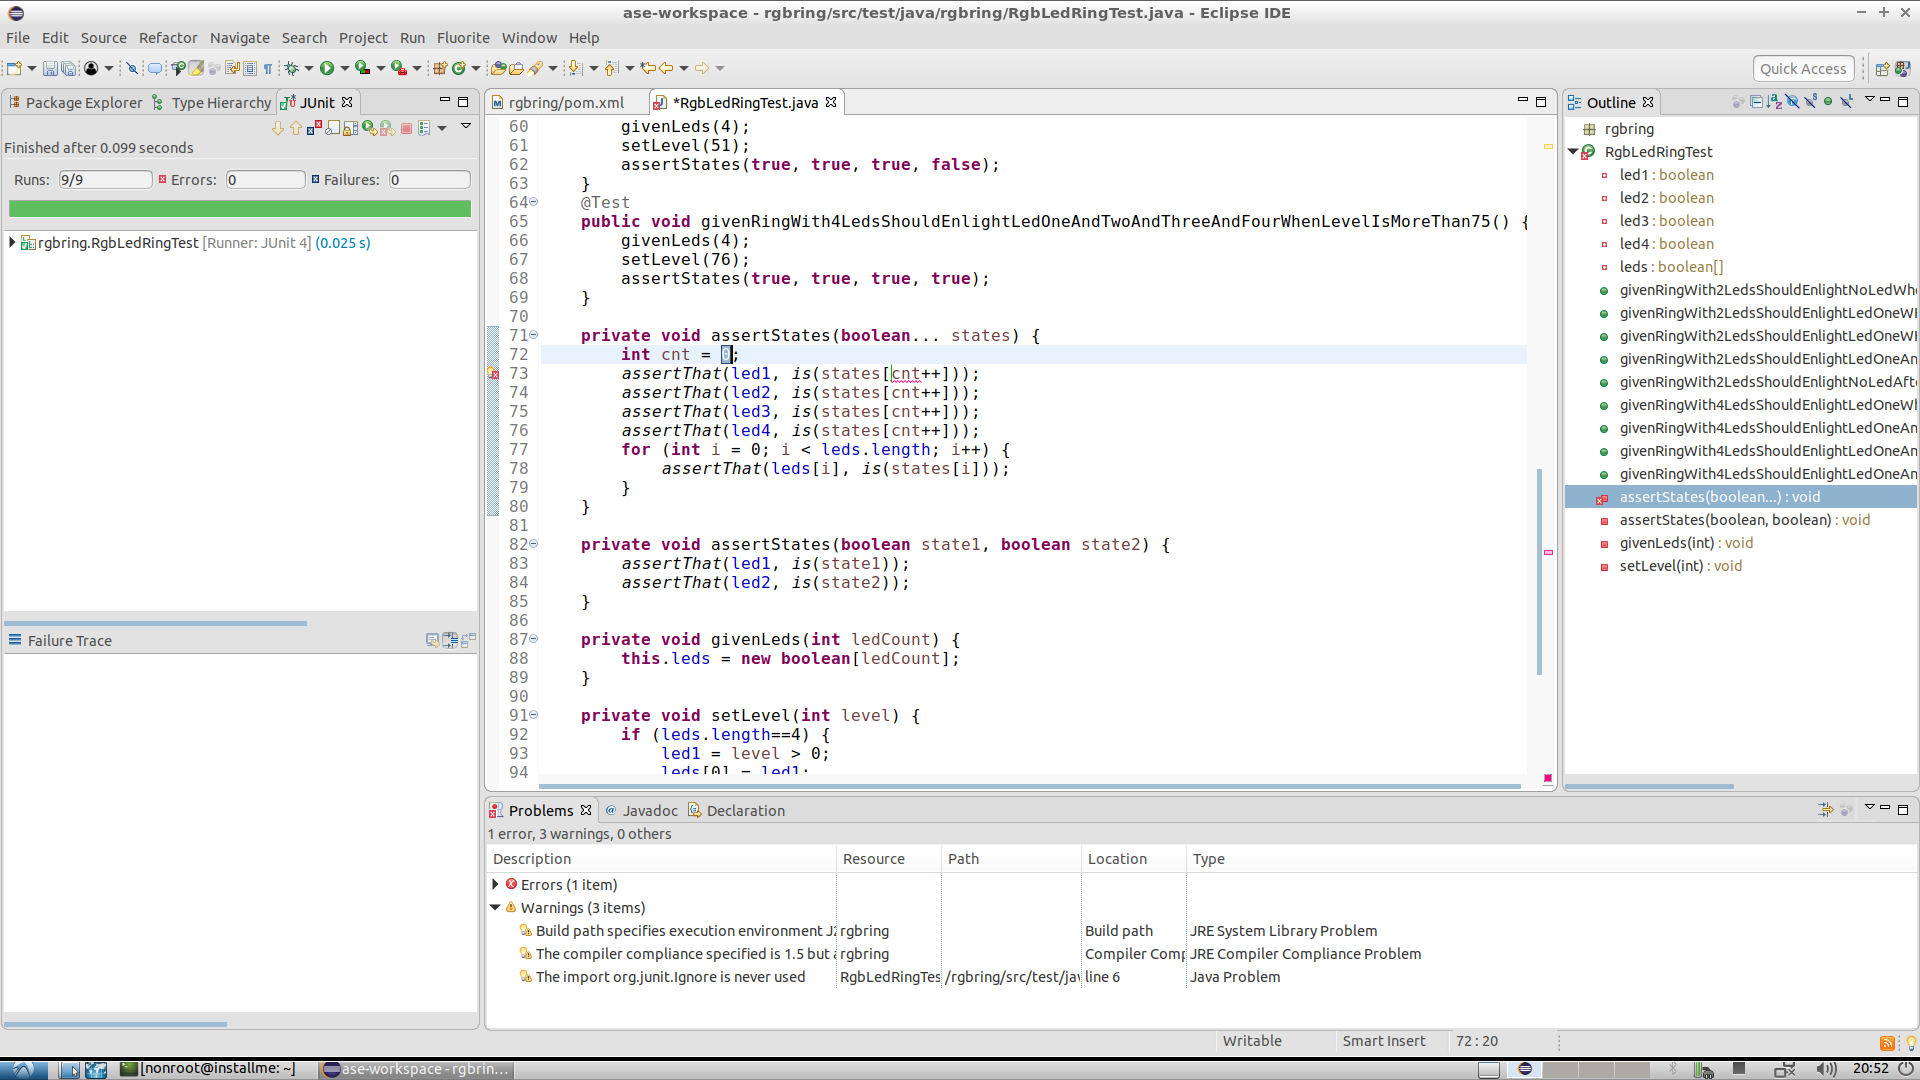 ase-workspace - rgbring/src/test/java/rgbring/RgbLedRingTest.java - Eclipse IDE
File Edit Source Refactor Navigate Search Project Run Fluorite Window Help
Quick Access
Package Explorer Type Hierarchy JUnit
Finished after 0.099 seconds
Runs: 9/9 Errors: 0 Failures: 0
rgbring.RgbLedRingTest [Runner: JUnit 4] (0.025 s)
Failure Trace
rgbring/pom.xml *RgbLedRingTest.java
60 givenLeds(4);
61 setLevel(51);
62 assertStates(true, true, true, false);
63 }
64 @Test
65 public void givenRingWith4LedsShouldEnlightLedOneAndTwoAndThreeAndFourWhenLevelIsMoreThan75() {
66 givenLeds(4);
67 setLevel(76);
68 assertStates(true, true, true, true);
69 }
70
71 private void assertStates(boolean... states) {
72 int cnt = 0;
73 assertThat(led1, is(states[cnt++]));
74 assertThat(led2, is(states[cnt++]));
75 assertThat(led3, is(states[cnt++]));
76 assertThat(led4, is(states[cnt++]));
77 for (int i = 0; i < leds.length; i++) {
78 assertThat(leds[i], is(states[i]));
79 }
80 }
81
82 private void assertStates(boolean state1, boolean state2) {
83 assertThat(led1, is(state1));
84 assertThat(led2, is(state2));
85 }
86
87 private void givenLeds(int ledCount) {
88 this.leds = new boolean[ledCount];
89 }
90
91 private void setLevel(int level) {
92 if (leds.length==4) {
93 led1 = level > 0;
94 leds[0] = led1;
Outline
rgbring
RgbLedRingTest
led1 : boolean
led2 : boolean
led3 : boolean
led4 : boolean
leds : boolean[]
givenRingWith2LedsShouldEnlightNoLedWhe
givenRingWith2LedsShouldEnlightLedOneWh
givenRingWith2LedsShouldEnlightLedOneWh
givenRingWith2LedsShouldEnlightLedOneAn
givenRingWith2LedsShouldEnlightNoLedAfte
givenRingWith4LedsShouldEnlightLedOneWh
givenRingWith4LedsShouldEnlightLedOneAn
givenRingWith4LedsShouldEnlightLedOneAn
givenRingWith4LedsShouldEnlightLedOneAn
assertStates(boolean...) : void
assertStates(boolean, boolean) : void
givenLeds(int) : void
setLevel(int) : void
Problems Javadoc Declaration
1 error, 3 warnings, 0 others
Description Resource Path Location Type
Errors (1 item)
Warnings (3 items)
Build path specifies execution environment J2 rgbring Build path JRE System Library Problem
The compiler compliance specified is 1.5 but a rgbring Compiler Comp JRE Compiler Compliance Problem
The import org.junit.Ignore is never used RgbLedRingTes /rgbring/src/test/jav line 6 Java Problem
Writable Smart Insert 72 : 20
[nonroot@installme: ~] ase-workspace - rgbrin... 20:52